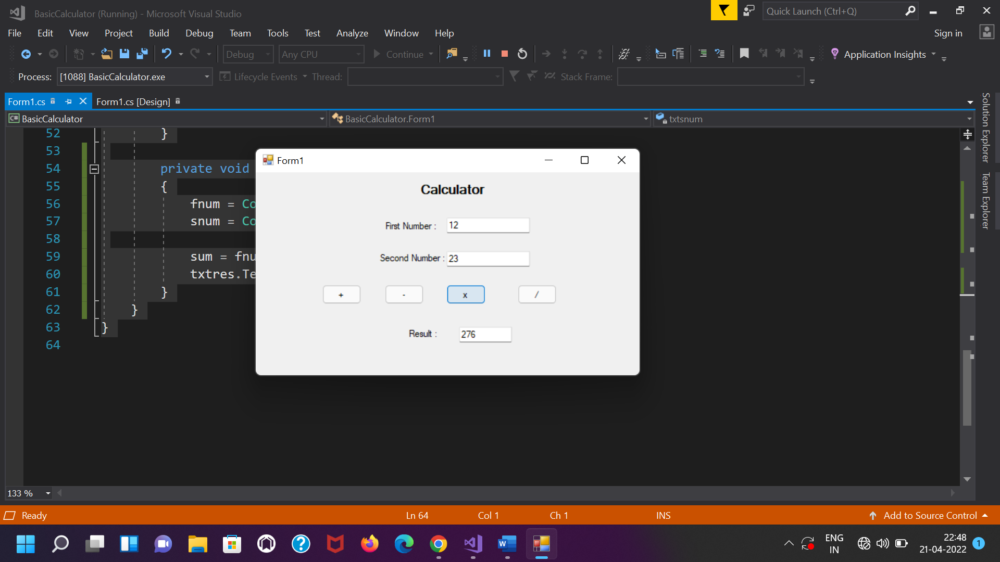 BasicCalculator (Running) - Microsoft Visual Studio
Quick Launch (Ctrl+Q)
File Edit View Project Build Debug Team Tools Test Analyze Window Help
Sign in
Debug Any CPU Continue Application Insights
Process: [1088] BasicCalculator.exe Lifecycle Events Thread: Stack Frame:
Form1.cs Form1.cs [Design]
C# BasicCalculator BasicCalculator.Form1 txtsnum
Solution Explorer
Team Explorer
52 }
53
54 private void
55 {
56 fnum = Co
57 snum = Co
58
59 sum = fnu
60 txtres.Te
61 }
62 }
63 }
64
Form1
Calculator
First Number : 12
Second Number : 23
+ - x /
Result : 276
133 %
Ready Ln 64 Col 1 Ch 1 INS Add to Source Control
W
?
ENG
IN
22:48
21-04-2022
1